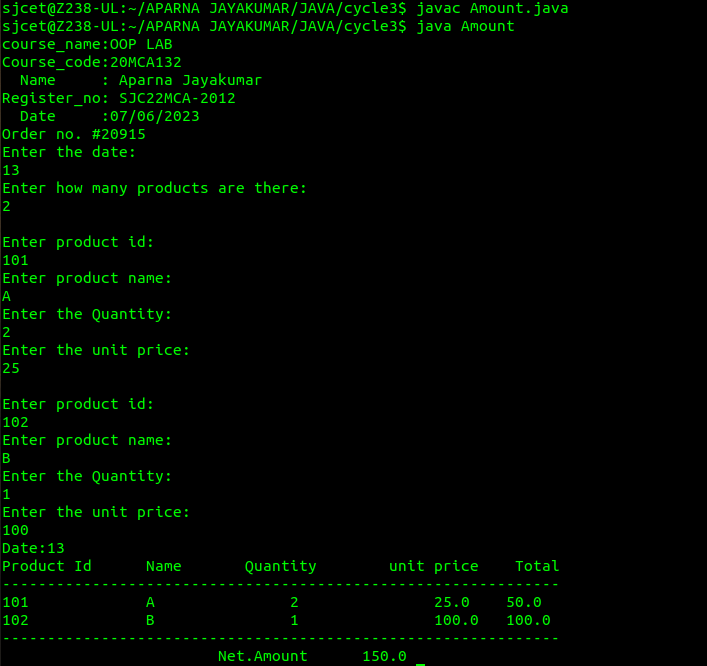 sjcet@Z238-UL:~/APARNA JAYAKUMAR/JAVA/cycle3$ javac Amount.java
sjcet@Z238-UL:~/APARNA JAYAKUMAR/JAVA/cycle3$ java Amount
course_name:OOP LAB
Course_code:20MCA132
  Name     : Aparna Jayakumar
Register_no: SJC22MCA-2012
  Date     :07/06/2023
Order no. #20915
Enter the date:
13
Enter how many products are there:
2

Enter product id:
101
Enter product name:
A
Enter the Quantity:
2
Enter the unit price:
25

Enter product id:
102
Enter product name:
B
Enter the Quantity:
1
Enter the unit price:
100
Date:13
Product Id      Name       Quantity        unit price    Total
--------------------------------------------------------------
101             A               2               25.0    50.0
102             B               1               100.0   100.0
--------------------------------------------------------------
                        Net.Amount      150.0